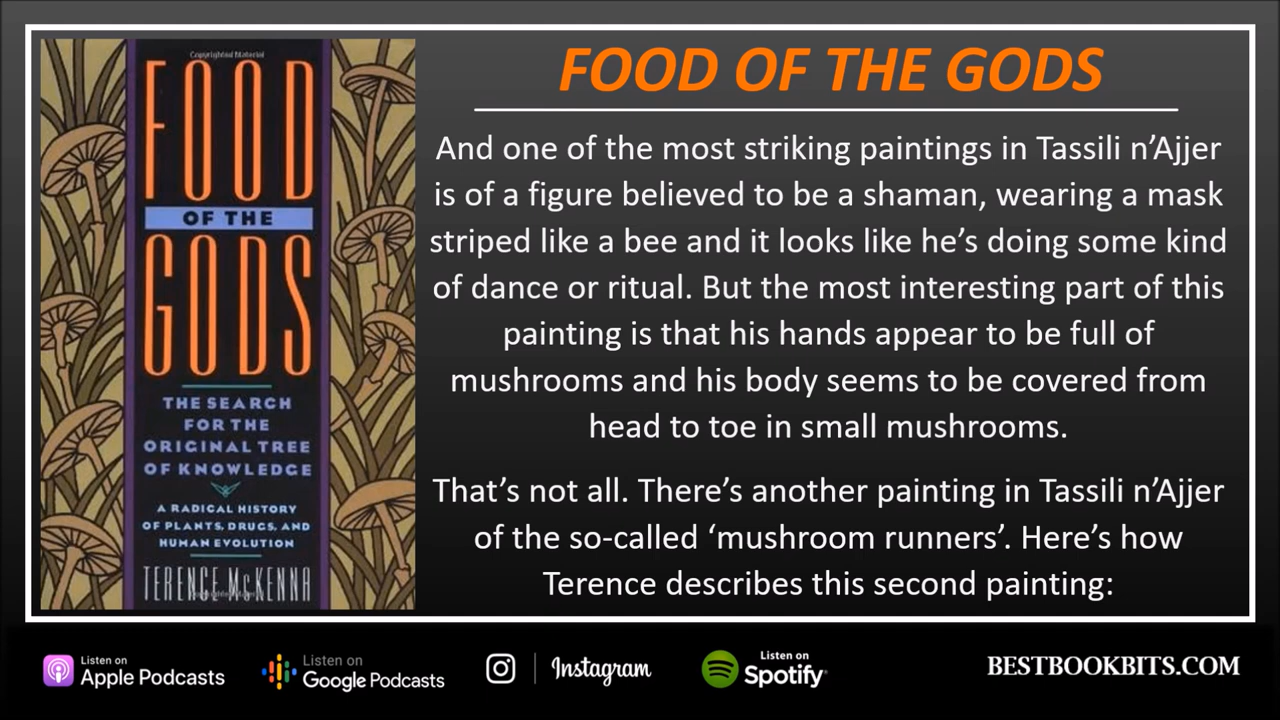 Copyrighted Material
FOOD
OF THE
GODS
THE SEARCH
FOR THE
ORIGINAL TREE
OF KNOWLEDGE
A RADICAL HISTORY
OF PLANTS, DRUGS, AND
HUMAN EVOLUTION
TERENCE McKENNA
FOOD OF THE GODS
And one of the most striking paintings in Tassili n’Ajjer
is of a figure believed to be a shaman, wearing a mask
striped like a bee and it looks like he’s doing some kind
of dance or ritual. But the most interesting part of this
painting is that his hands appear to be full of
mushrooms and his body seems to be covered from
head to toe in small mushrooms.
That’s not all. There’s another painting in Tassili n’Ajjer
of the so-called ‘mushroom runners’. Here’s how
Terence describes this second painting:
Listen on
Apple Podcasts
Listen on
Google Podcasts
Instagram
Listen on
Spotify
BESTBOOKBITS.COM